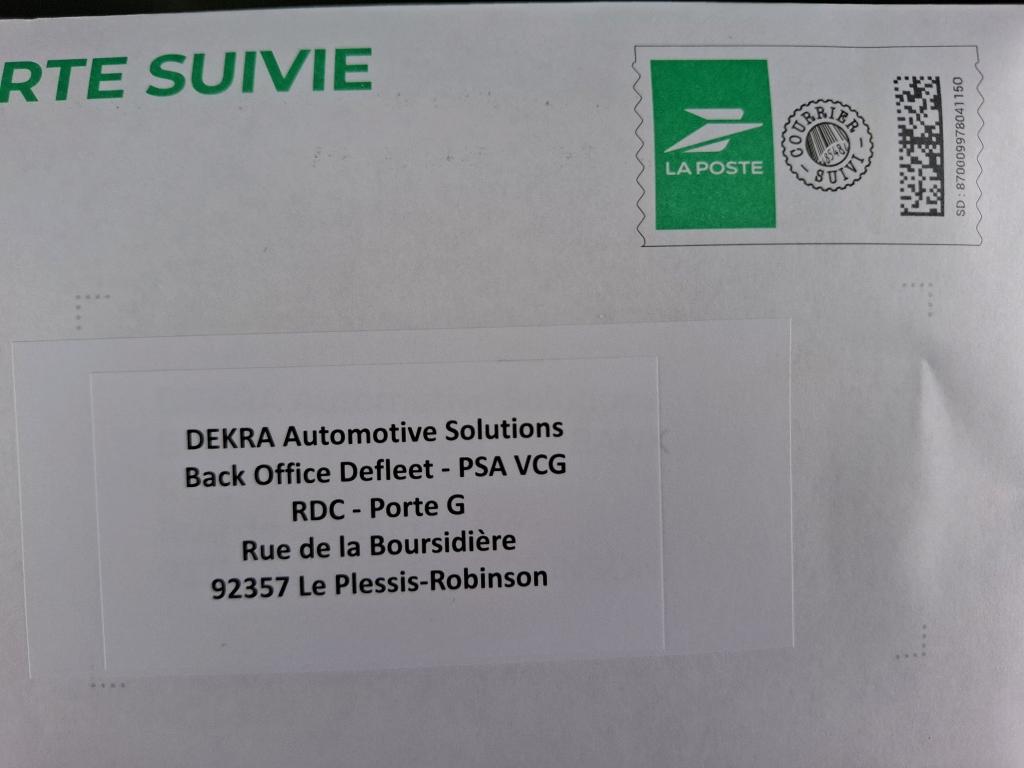 RTE SUIVIE
LA POSTE
COURRIER
SUIVI
SD : 870009978041150
DEKRA Automotive Solutions
Back Office Defleet - PSA VCG
RDC - Porte G
Rue de la Boursidière
92357 Le Plessis-Robinson